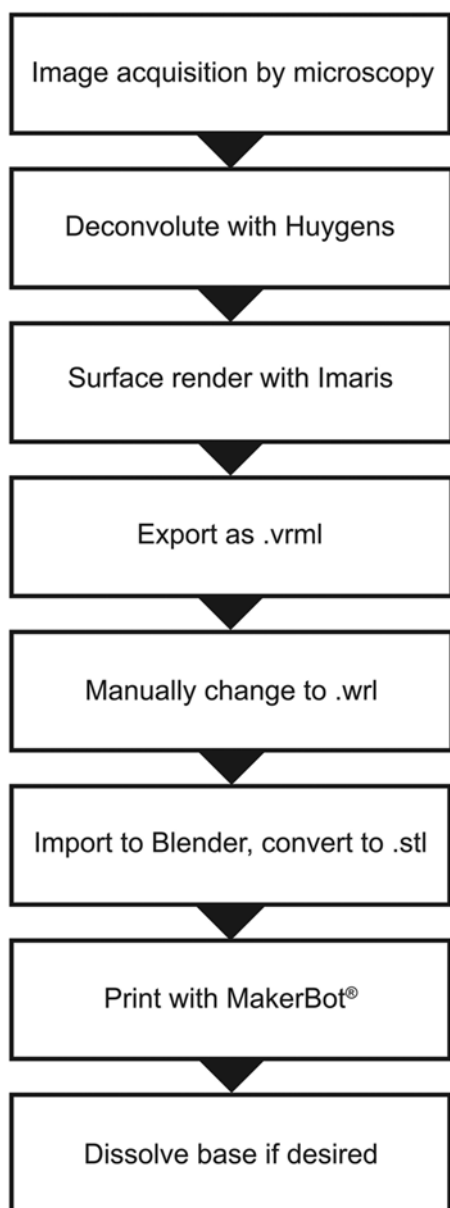 Image acquisition by microscopy
Deconvolute with Huygens
Surface render with Imaris
Export as .vrml
Manually change to .wrl
Import to Blender, convert to .stl
Print with MakerBot®
Dissolve base if desired